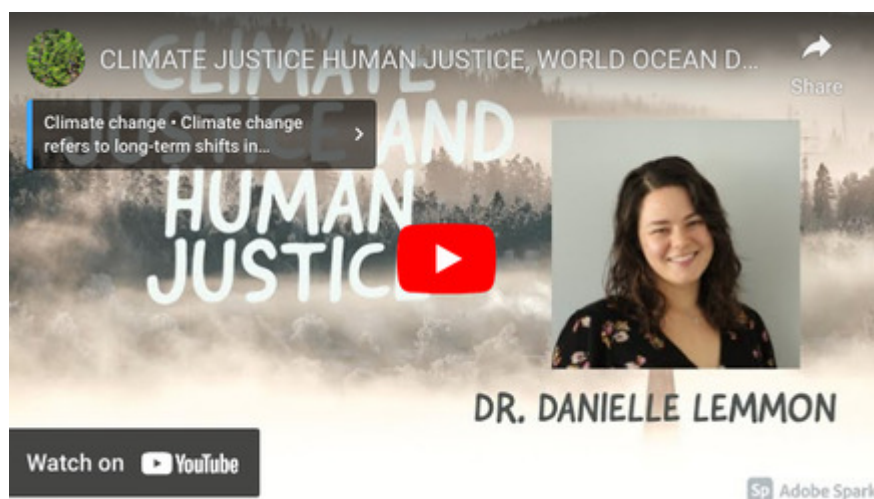 CLIMATE JUSTICE HUMAN JUSTICE, WORLD OCEAN D...
Share
Climate change • Climate change
refers to long-term shifts in...
CLIMATE
JUSTICE AND
HUMAN
JUSTICE
DR. DANIELLE LEMMON
Watch on YouTube
Sp Adobe Spark